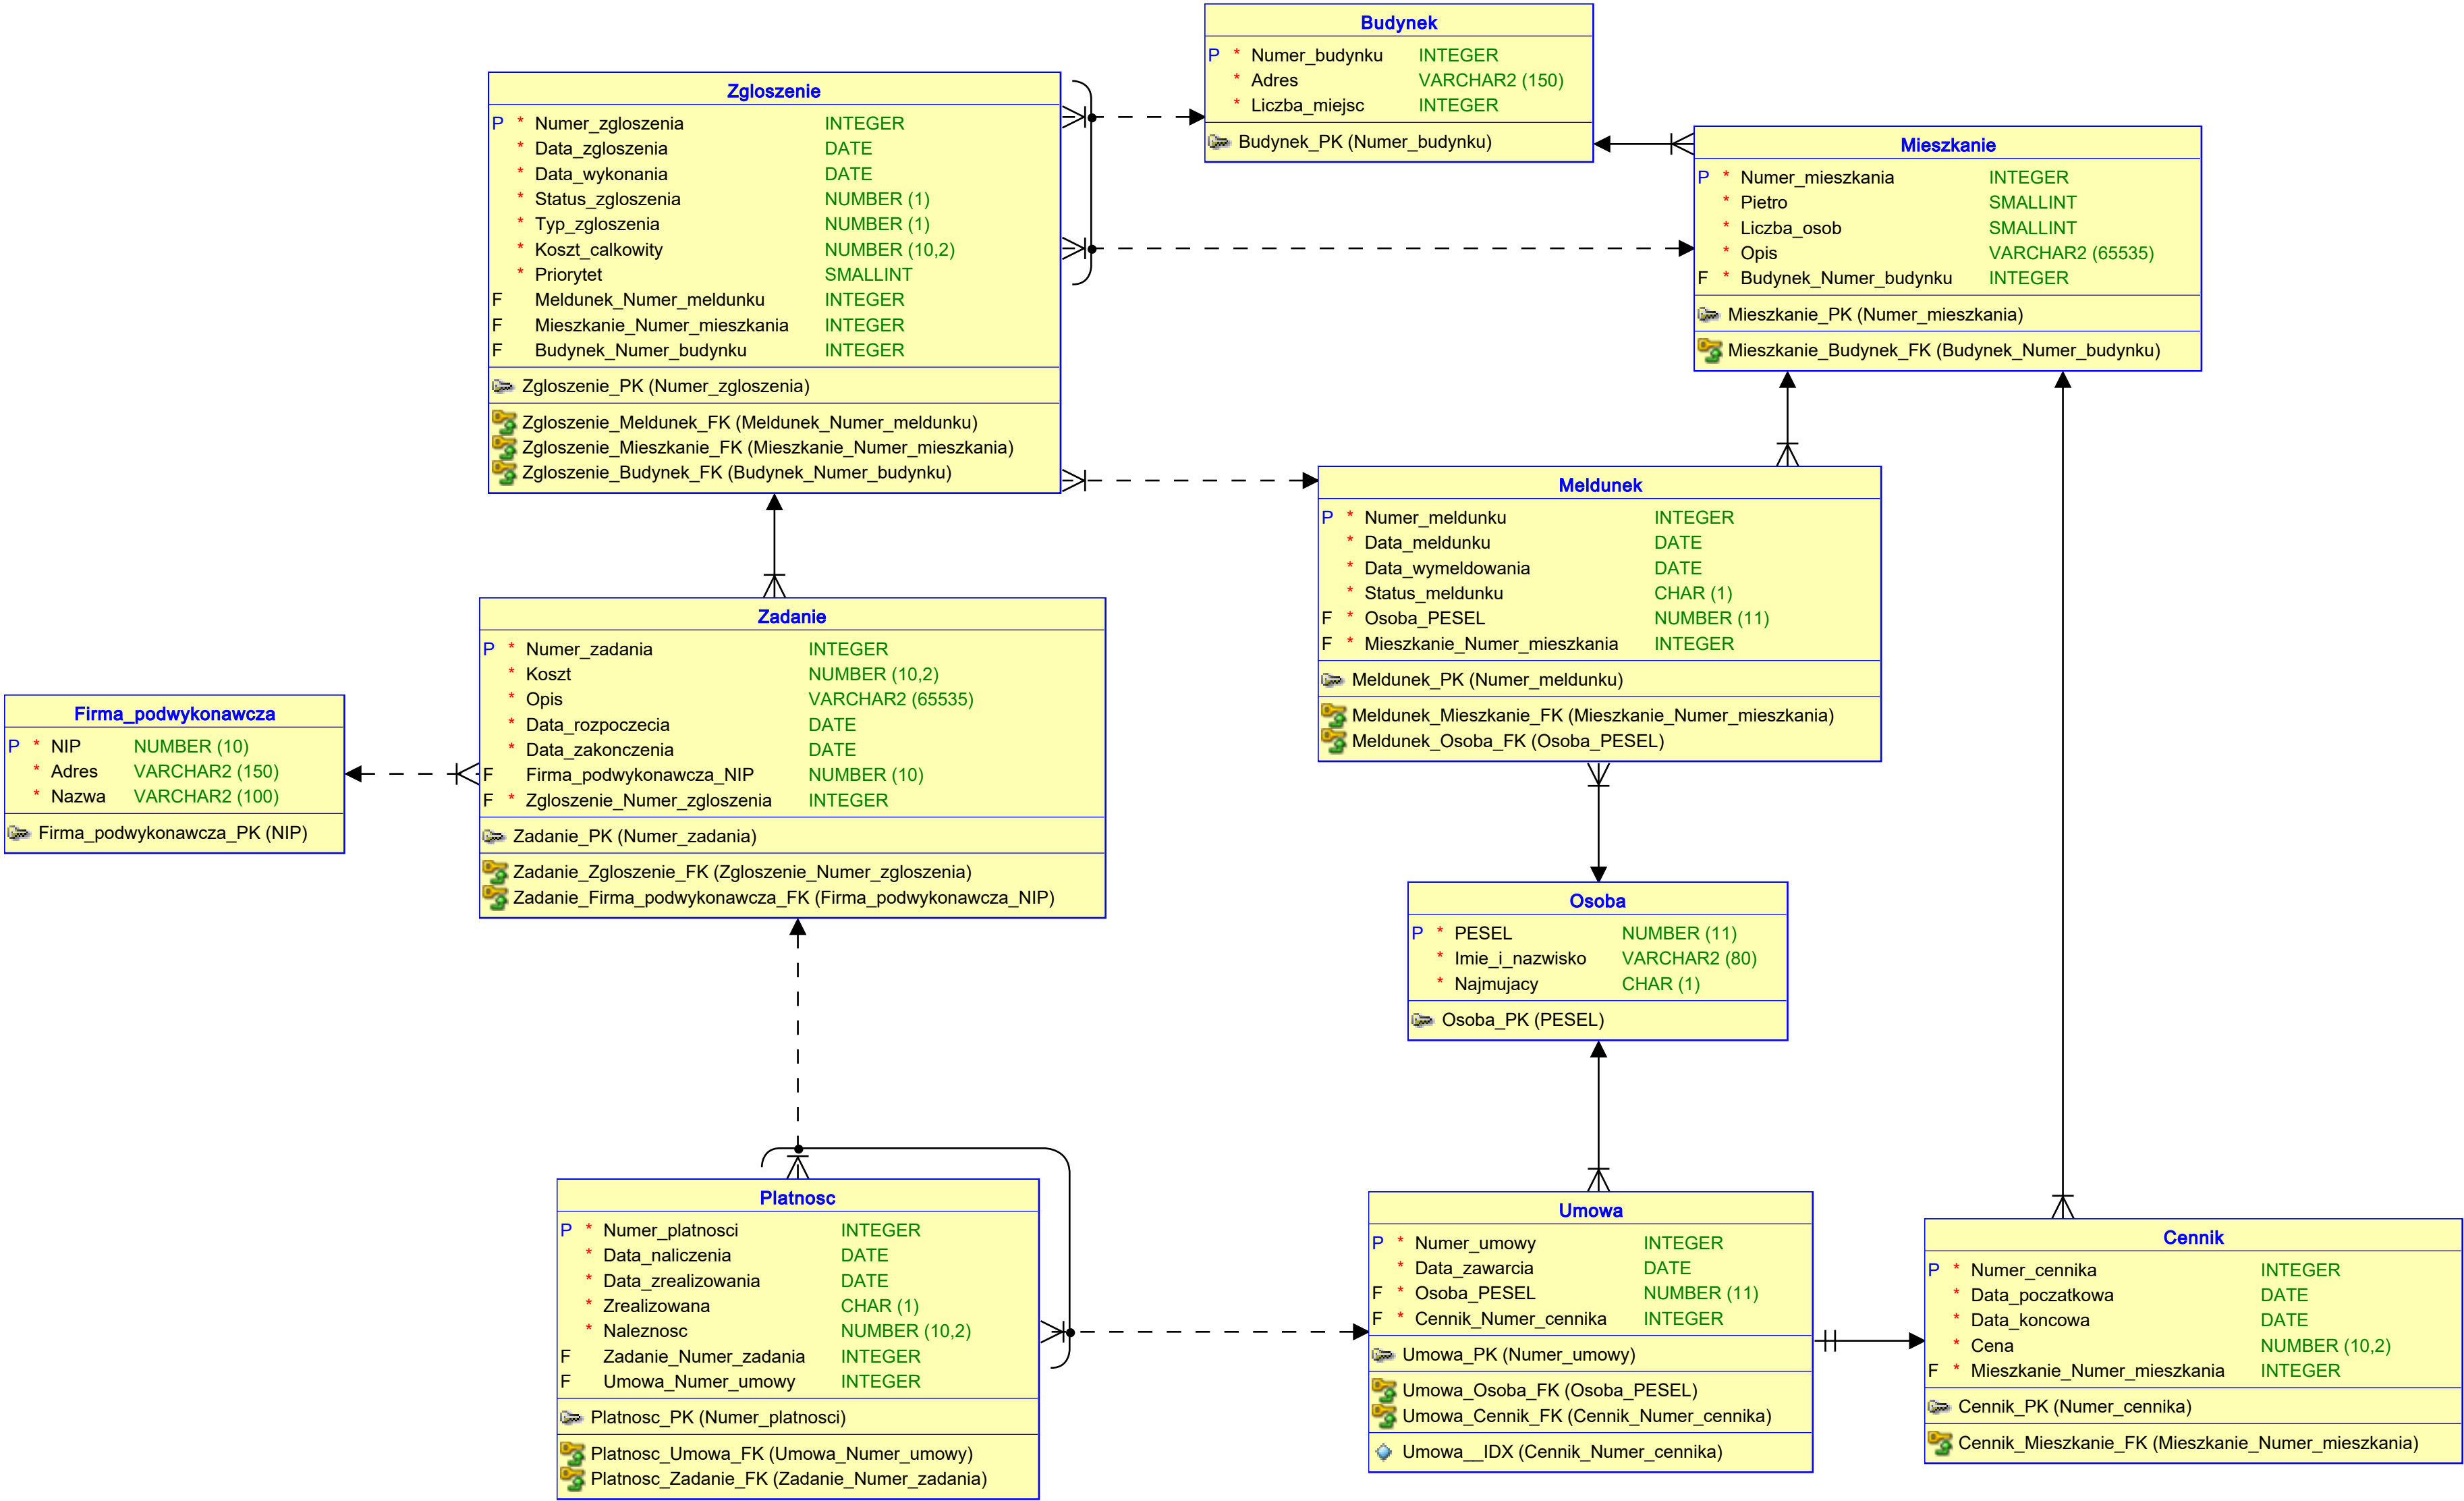 Budynek
P * Numer_budynku INTEGER
* Adres VARCHAR2 (150)
* Liczba_miejsc INTEGER
Budynek_PK (Numer_budynku)
Zgloszenie
P * Numer_zgloszenia INTEGER
* Data_zgloszenia DATE
* Data_wykonania DATE
* Status_zgloszenia NUMBER (1)
* Typ_zgloszenia NUMBER (1)
* Koszt_calkowity NUMBER (10,2)
* Priorytet SMALLINT
F Meldunek_Numer_meldunku INTEGER
F Mieszkanie_Numer_mieszkania INTEGER
F Budynek_Numer_budynku INTEGER
Zgloszenie_PK (Numer_zgloszenia)
Zgloszenie_Meldunek_FK (Meldunek_Numer_meldunku)
Zgloszenie_Mieszkanie_FK (Mieszkanie_Numer_mieszkania)
Zgloszenie_Budynek_FK (Budynek_Numer_budynku)
Mieszkanie
P * Numer_mieszkania INTEGER
* Pietro SMALLINT
* Liczba_osob SMALLINT
* Opis VARCHAR2 (65535)
F * Budynek_Numer_budynku INTEGER
Mieszkanie_PK (Numer_mieszkania)
Mieszkanie_Budynek_FK (Budynek_Numer_budynku)
Meldunek
P * Numer_meldunku INTEGER
* Data_meldunku DATE
* Data_wymeldowania DATE
* Status_meldunku CHAR (1)
F * Osoba_PESEL NUMBER (11)
F * Mieszkanie_Numer_mieszkania INTEGER
Meldunek_PK (Numer_meldunku)
Meldunek_Mieszkanie_FK (Mieszkanie_Numer_mieszkania)
Meldunek_Osoba_FK (Osoba_PESEL)
Zadanie
P * Numer_zadania INTEGER
* Koszt NUMBER (10,2)
* Opis VARCHAR2 (65535)
* Data_rozpoczecia DATE
* Data_zakonczenia DATE
F Firma_podwykonawcza_NIP NUMBER (10)
F * Zgloszenie_Numer_zgloszenia INTEGER
Zadanie_PK (Numer_zadania)
Zadanie_Zgloszenie_FK (Zgloszenie_Numer_zgloszenia)
Zadanie_Firma_podwykonawcza_FK (Firma_podwykonawcza_NIP)
Firma_podwykonawcza
P * NIP NUMBER (10)
* Adres VARCHAR2 (150)
* Nazwa VARCHAR2 (100)
Firma_podwykonawcza_PK (NIP)
Osoba
P * PESEL NUMBER (11)
* Imie_i_nazwisko VARCHAR2 (80)
* Najmujacy CHAR (1)
Osoba_PK (PESEL)
Platnosc
P * Numer_platnosci INTEGER
* Data_naliczenia DATE
* Data_zrealizowania DATE
* Zrealizowana CHAR (1)
* Naleznosc NUMBER (10,2)
F Zadanie_Numer_zadania INTEGER
F Umowa_Numer_umowy INTEGER
Platnosc_PK (Numer_platnosci)
Platnosc_Umowa_FK (Umowa_Numer_umowy)
Platnosc_Zadanie_FK (Zadanie_Numer_zadania)
Umowa
P * Numer_umowy INTEGER
* Data_zawarcia DATE
F * Osoba_PESEL NUMBER (11)
F * Cennik_Numer_cennika INTEGER
Umowa_PK (Numer_umowy)
Umowa_Osoba_FK (Osoba_PESEL)
Umowa_Cennik_FK (Cennik_Numer_cennika)
Umowa__IDX (Cennik_Numer_cennika)
Cennik
P * Numer_cennika INTEGER
* Data_poczatkowa DATE
* Data_koncowa DATE
* Cena NUMBER (10,2)
F * Mieszkanie_Numer_mieszkania INTEGER
Cennik_PK (Numer_cennika)
Cennik_Mieszkanie_FK (Mieszkanie_Numer_mieszkania)